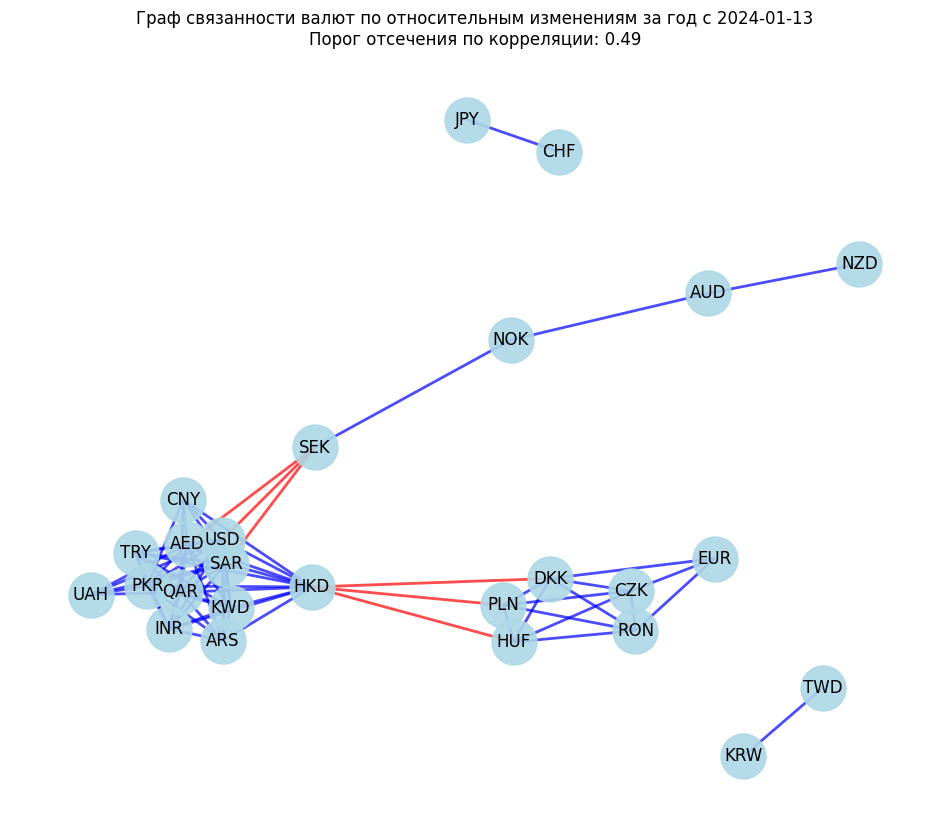 Граф связанности валют по относительным изменениям за год с 2024-01-13
Порог отсечения по корреляции: 0.49
JPY
CHF
NZD
AUD
NOK
SEK
CNY
USD
AED
TRY
SAR
EUR
DKK
HKD
PKR
QAR
CZK
UAH
PLN
KWD
INR
RON
ARS
HUF
TWD
KRW